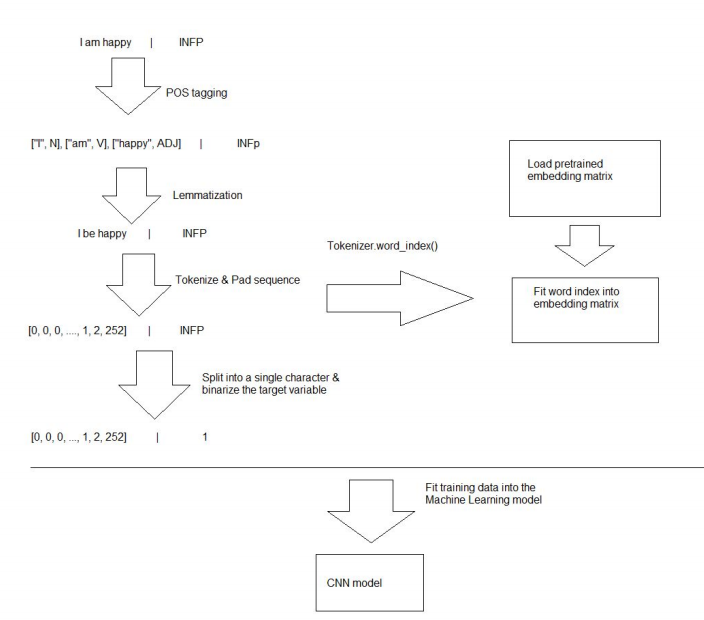 I am happy | INFP
POS tagging
["I", N], ["am", V], ["happy", ADJ] | INFp
Lemmatization
I be happy | INFP
Tokenize & Pad sequence
[0, 0, 0, ...., 1, 2, 252] | INFP
Split into a single character &
binarize the target variable
[0, 0, 0, ..., 1, 2, 252] | 1
Tokenizer.word_index()
Load pretrained
embedding matrix
Fit word index into
embedding matrix
Fit training data into the
Machine Learning model
CNN model